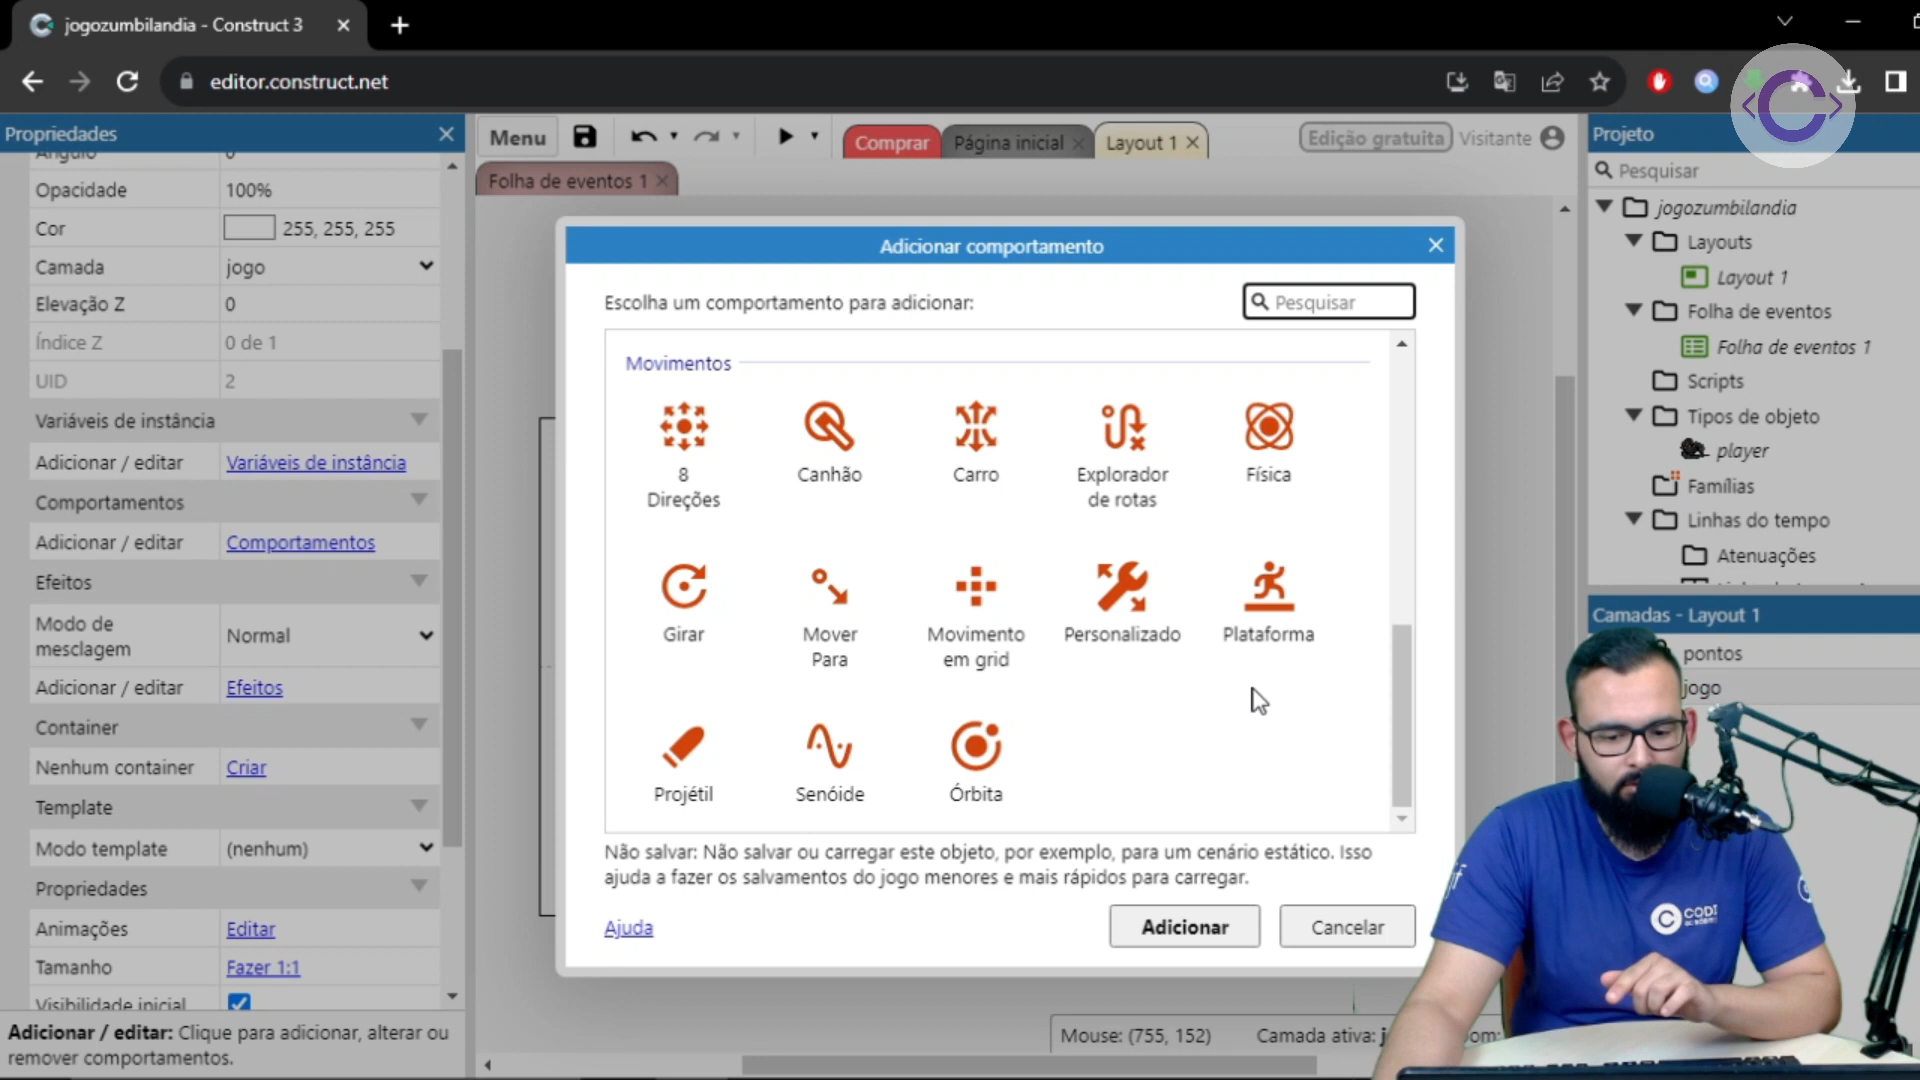 jogozumbilandia - Construct 3
editor.construct.net
Propriedades
Ângulo 0
Opacidade 100%
Cor 255, 255, 255
Camada jogo
Elevação Z 0
Índice Z 0 de 1
UID 2
Variáveis de instância
Adicionar / editar Variáveis de instância
Comportamentos
Adicionar / editar Comportamentos
Efeitos
Modo de
mesclagem
Normal
Adicionar / editar Efeitos
Container
Nenhum container Criar
Template
Modo template (nenhum)
Propriedades
Animações Editar
Tamanho Fazer 1:1
Visibilidade inicial
Adicionar / editar: Clique para adicionar, alterar ou
remover comportamentos.
Menu
Comprar
Página inicial
Layout 1
Edição gratuita
Visitante
Folha de eventos 1
Adicionar comportamento
Escolha um comportamento para adicionar:
Pesquisar
Movimentos
8
Direções
Canhão
Carro
Explorador
de rotas
Física
Girar
Mover
Para
Movimento
em grid
Personalizado
Plataforma
Projétil
Senóide
Órbita
Não salvar: Não salvar ou carregar este objeto, por exemplo, para um cenário estático. Isso
ajuda a fazer os salvamentos do jogo menores e mais rápidos para carregar.
Ajuda
Adicionar
Cancelar
Mouse: (755, 152)
Camada ativa:
Projeto
Pesquisar
jogozumbilandia
Layouts
Layout 1
Folha de eventos
Folha de eventos 1
Scripts
Tipos de objeto
player
Famílias
Linhas do tempo
Atenuações
Camadas - Layout 1
pontos
jogo